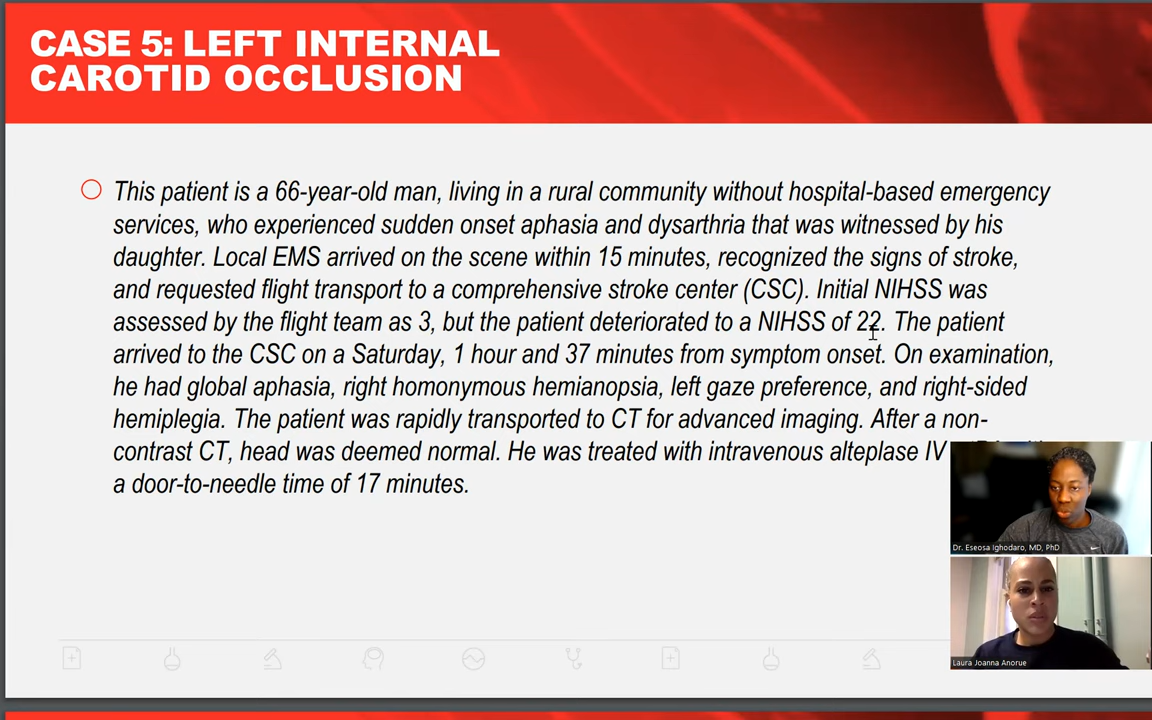 CASE 5: LEFT INTERNAL
CAROTID OCCLUSION
This patient is a 66-year-old man, living in a rural community without hospital-based emergency
services, who experienced sudden onset aphasia and dysarthria that was witnessed by his
daughter. Local EMS arrived on the scene within 15 minutes, recognized the signs of stroke,
and requested flight transport to a comprehensive stroke center (CSC). Initial NIHSS was
assessed by the flight team as 3, but the patient deteriorated to a NIHSS of 22. The patient
arrived to the CSC on a Saturday, 1 hour and 37 minutes from symptom onset. On examination,
he had global aphasia, right homonymous hemianopsia, left gaze preference, and right-sided
hemiplegia. The patient was rapidly transported to CT for advanced imaging. After a non-
contrast CT, head was deemed normal. He was treated with intravenous alteplase IV
a door-to-needle time of 17 minutes.
Dr. Eseosa Ighodaro, MD, PhD
Laura Joanna Anorue